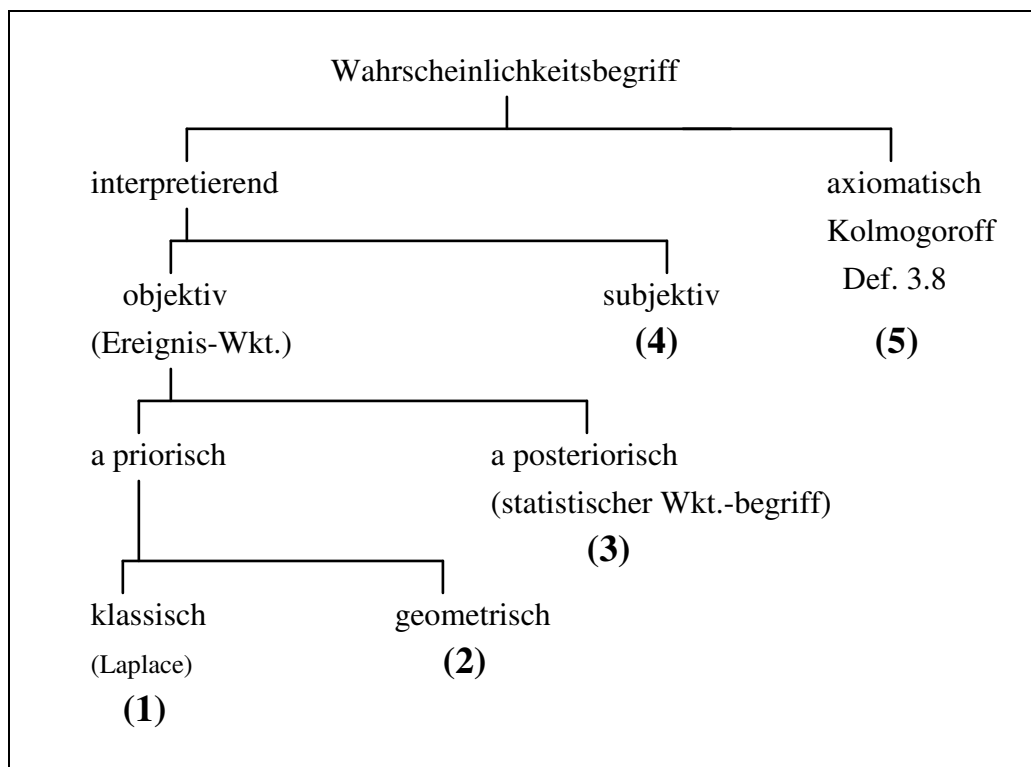 Wahrscheinlichkeitsbegriff
interpretierend
axiomatisch
Kolmogoroff
Def. 3.8
(5)
objektiv
(Ereignis-Wkt.)
subjektiv
(4)
a priorisch
a posteriorisch
(statistischer Wkt.-begriff)
(3)
klassisch
(Laplace)
(1)
geometrisch
(2)